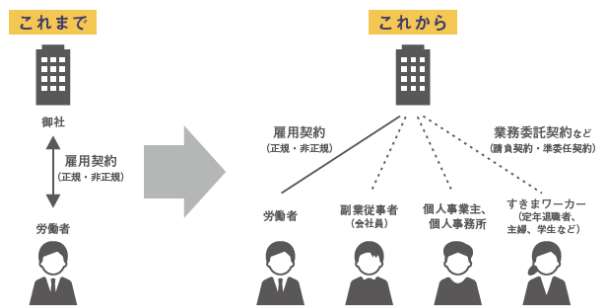 これまで
御社
雇用契約
(正規・非正規)
労働者
これから
雇用契約
(正規・非正規)
業務委託契約など
(請負契約・準委任契約)
労働者
副業従事者
(会社員)
個人事業主、
個人事務所
すきまワーカー
(定年退職者、
主婦、学生など)